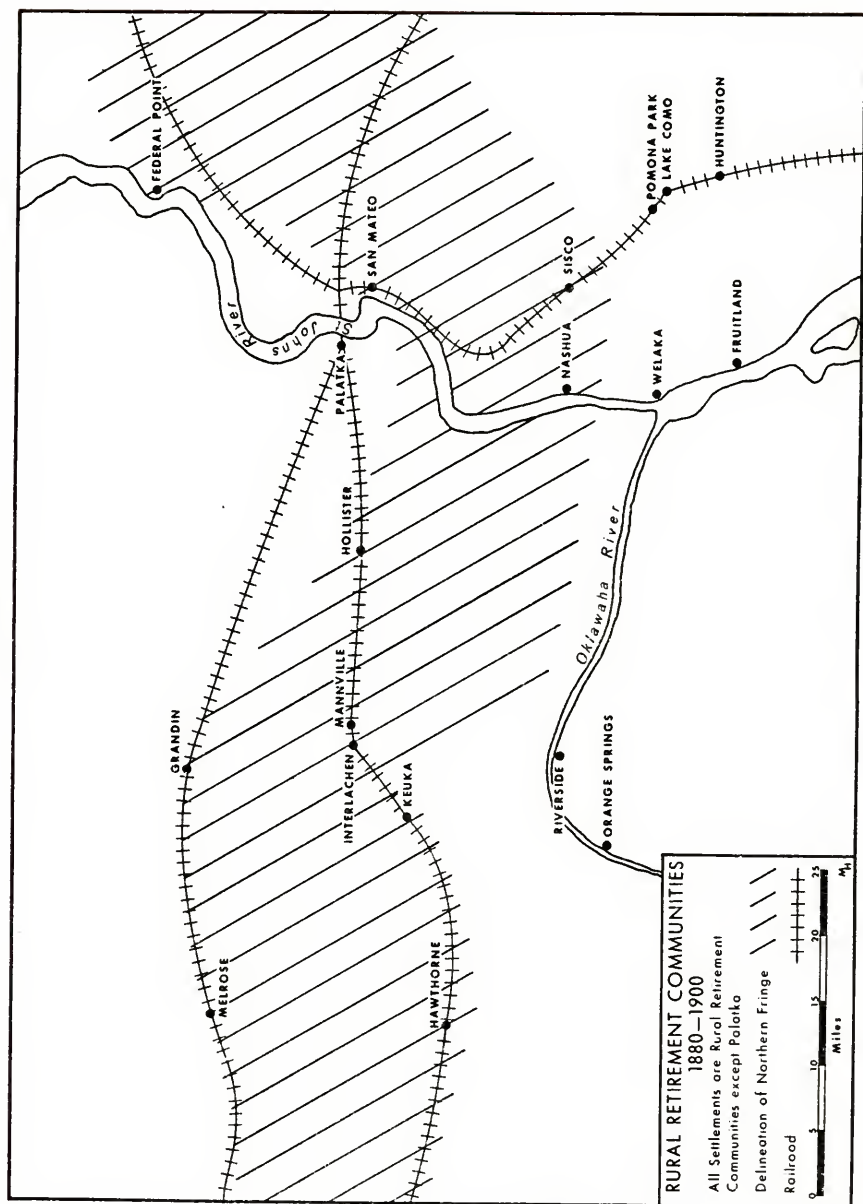 FEDERAL POINT
St. Johns River
PALATKA
SAN MATEO
HOLLISTER
GRANDIN
MANNVILLE
INTERLACHEN
KEUKA
MELROSE
HAWTHORNE
SISCO
NASHUA
POMONA PARK
LAKE COMO
HUNTINGTON
WELAKA
FRUITLAND
Oklawaha River
RIVERSIDE
ORANGE SPRINGS
RURAL RETIREMENT COMMUNITIES
1880—1900
All Settlements are Rural Retirement
Communities except Palatka
Delineation of Northern Fringe
Railroad
0 5 10 15 20 25
Miles
MH